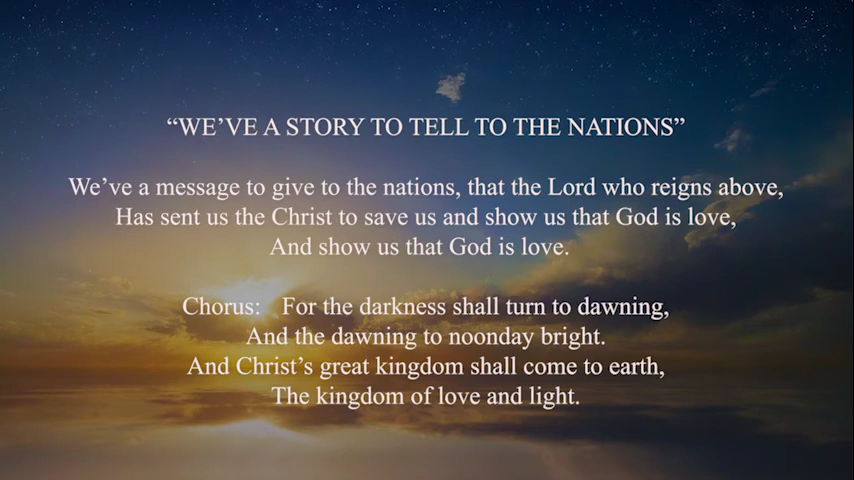 “WE’VE A STORY TO TELL TO THE NATIONS”
We’ve a message to give to the nations, that the Lord who reigns above,
Has sent us the Christ to save us and show us that God is love,
And show us that God is love.
Chorus: For the darkness shall turn to dawning,
And the dawning to noonday bright.
And Christ’s great kingdom shall come to earth,
The kingdom of love and light.